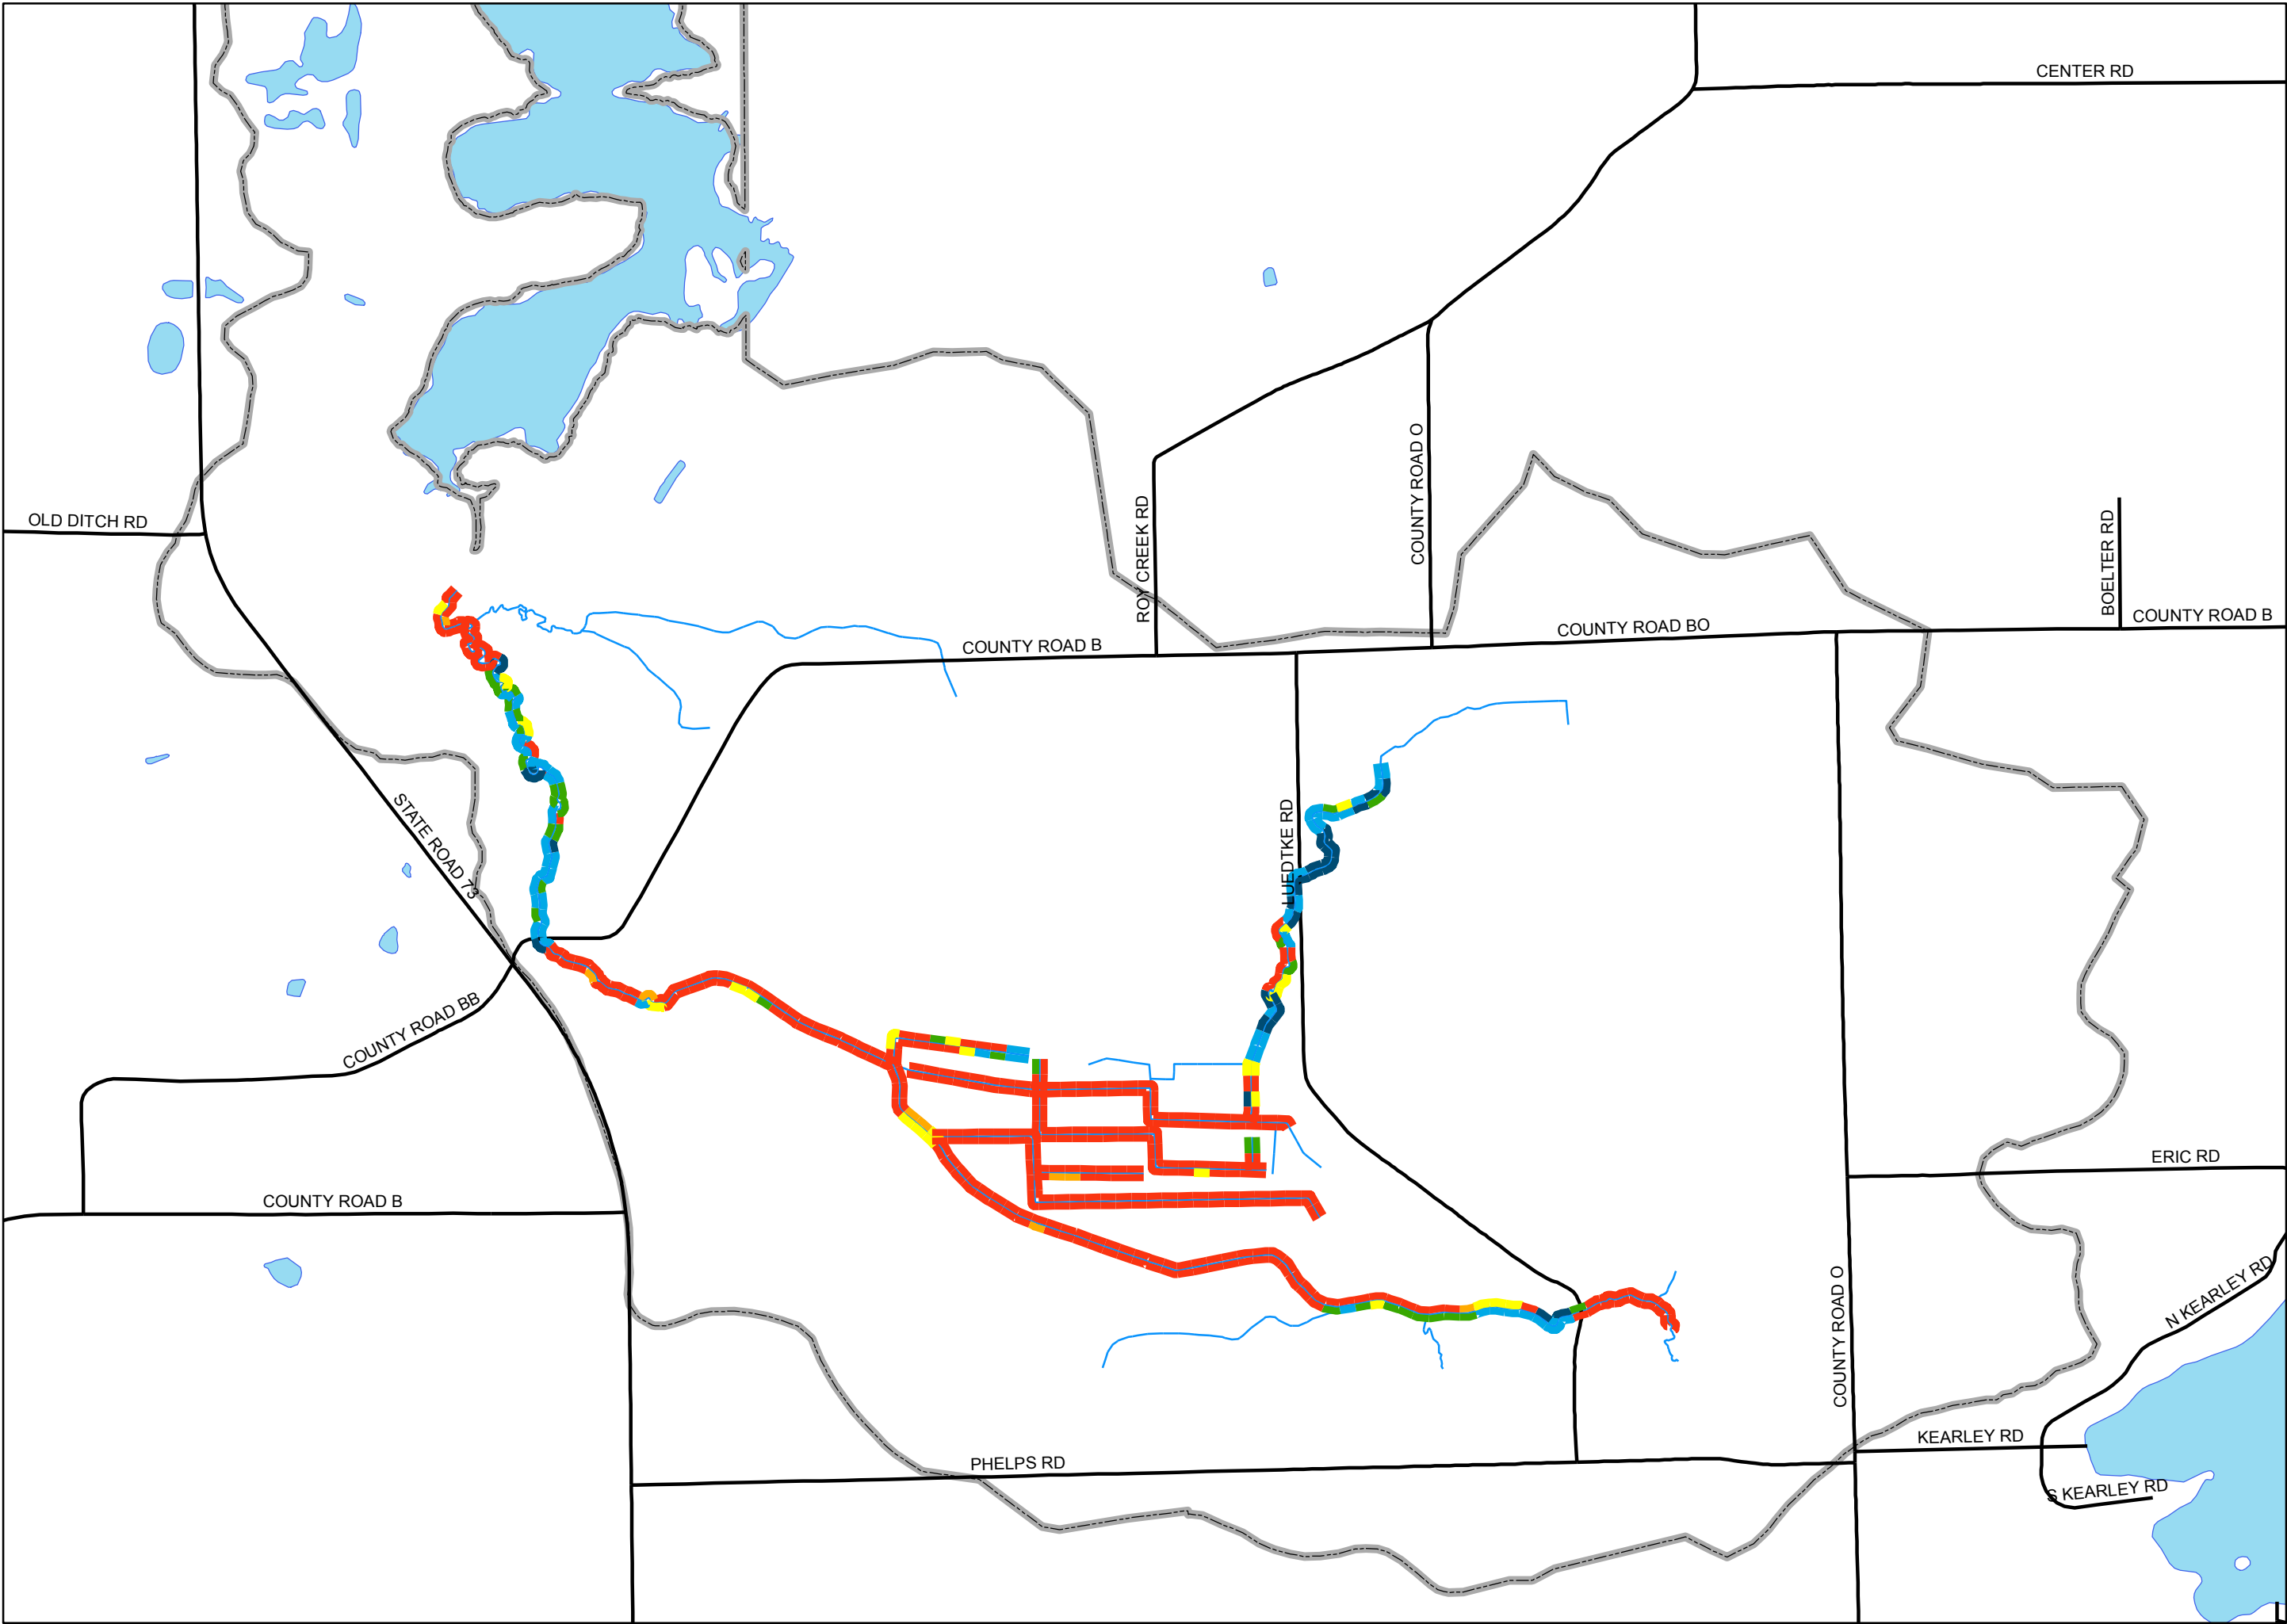 CENTER RD
COUNTY ROAD O
ROY CREEK RD
OLD DITCH RD
BOELTER RD
COUNTY ROAD B
COUNTY ROAD BO
COUNTY ROAD B
STATE ROAD 73
LUEDTKE RD
COUNTY ROAD BB
ERIC RD
COUNTY ROAD B
N KEARLEY RD
COUNTY ROAD O
KEARLEY RD
PHELPS RD
S KEARLEY RD